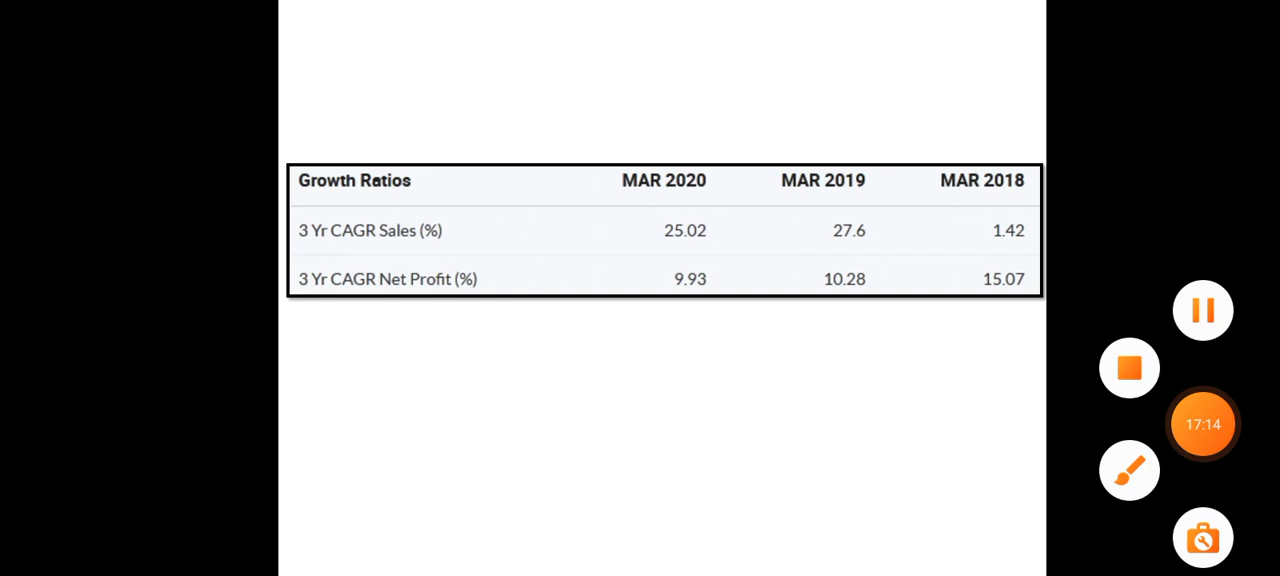 Growth Ratios MAR 2020 MAR 2019 MAR 2018
3 Yr CAGR Sales (%) 25.02 27.6 1.42
3 Yr CAGR Net Profit (%) 9.93 10.28 15.07
17:14